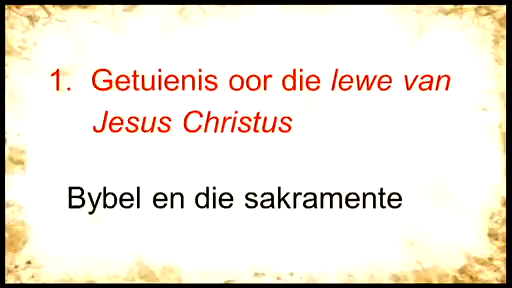 1. Getuienis oor die lewe van
Jesus Christus
Bybel en die sakramente